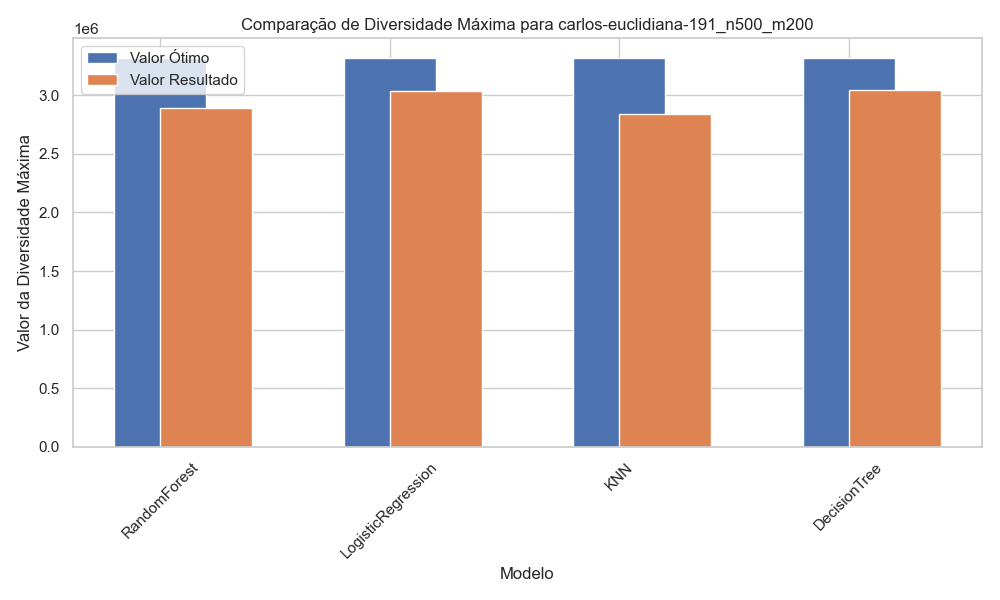 Comparação de Diversidade Máxima para carlos-euclidiana-191_n500_m200
1e6
Valor Ótimo
Valor Resultado
3.0
2.5
2.0
1.5
1.0
0.5
0.0
Valor da Diversidade Máxima
RandomForest
LogisticRegression
KNN
DecisionTree
Modelo